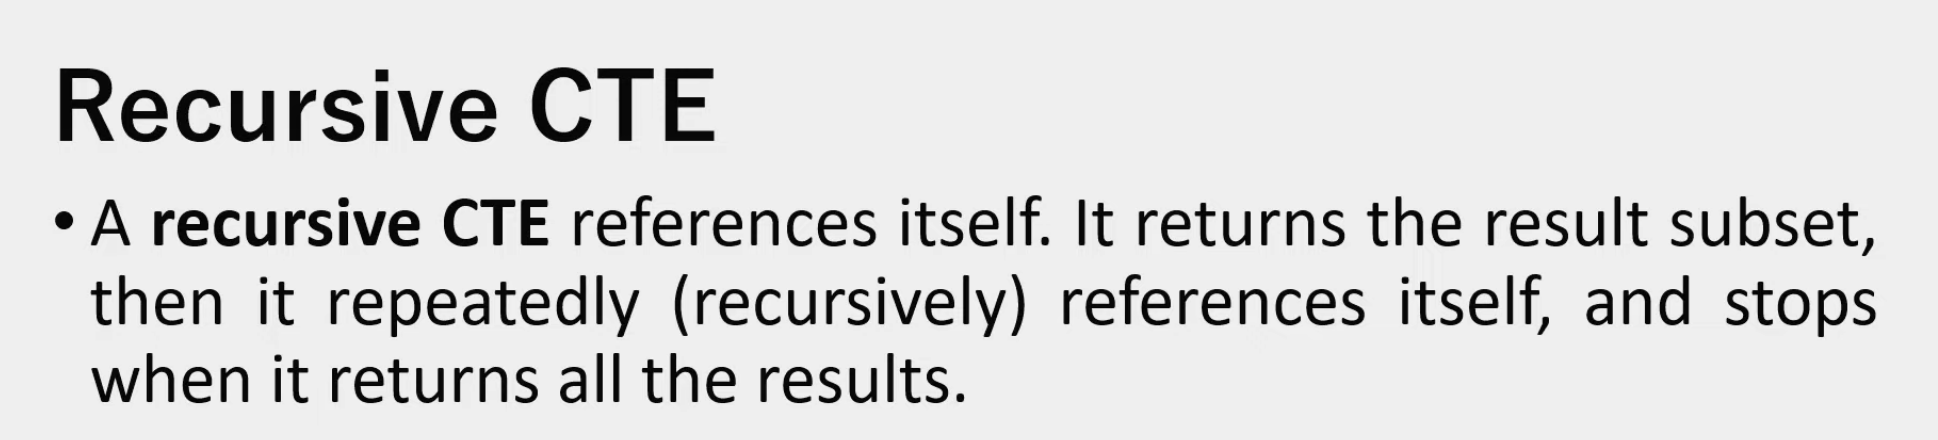 Recursive CTE
• A recursive CTE references itself. It returns the result subset,
then it repeatedly (recursively) references itself, and stops
when it returns all the results.